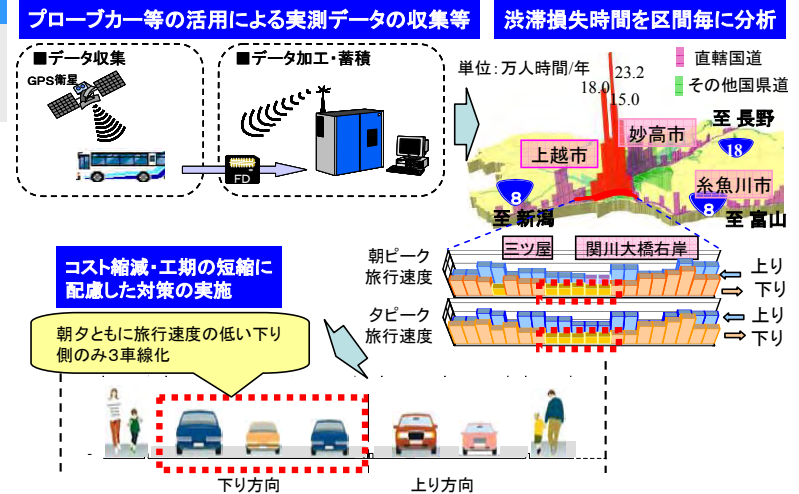 プローブカー等の活用による実測データの収集等
渋滞損失時間を区間毎に分析
■データ収集
GPS衛星
■データ加工・蓄積
FD
単位：万人時間/年
23.2
18.0
15.0
直轄国道
その他国県道
至 長野
妙高市
上越市
18
糸魚川市
8
8
至 新潟
至 富山
三ツ屋
関川大橋右岸
朝ピーク
旅行速度
上り
下り
夕ピーク
旅行速度
上り
下り
コスト縮減・工期の短縮に
配慮した対策の実施
朝夕ともに旅行速度の低い下り
側のみ３車線化
下り方向
上り方向